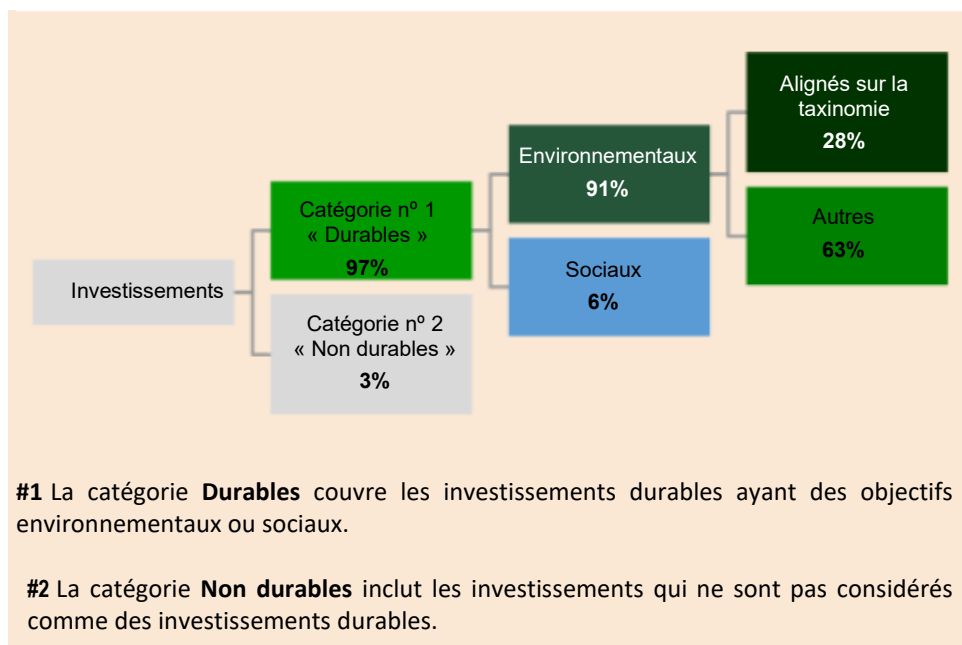 Investissements
Catégorie nº 1
« Durables »
97%
Catégorie nº 2
« Non durables »
3%
Environnementaux
91%
Sociaux
6%
Alignés sur la
taxinomie
28%
Autres
63%
#1 La catégorie Durables couvre les investissements durables ayant des objectifs
environnementaux ou sociaux.
#2 La catégorie Non durables inclut les investissements qui ne sont pas considérés
comme des investissements durables.